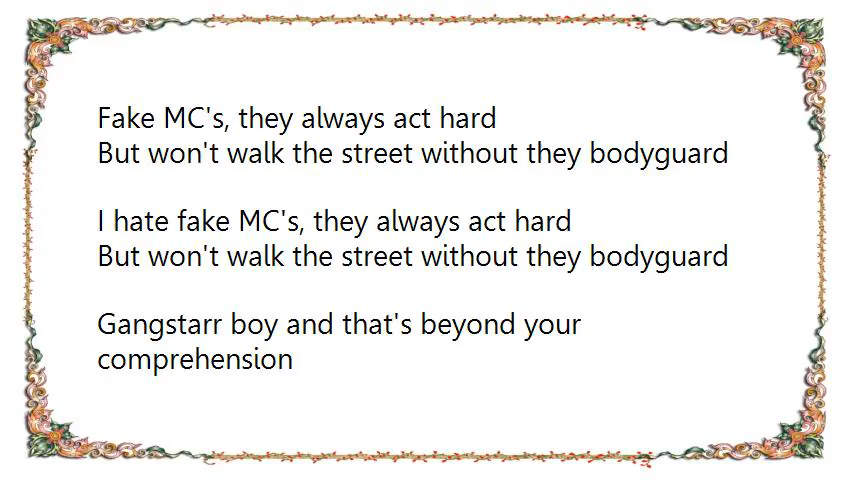 Fake MC's, they always act hard
But won't walk the street without they bodyguard
I hate fake MC's, they always act hard
But won't walk the street without they bodyguard
Gangstarr boy and that's beyond your
comprehension